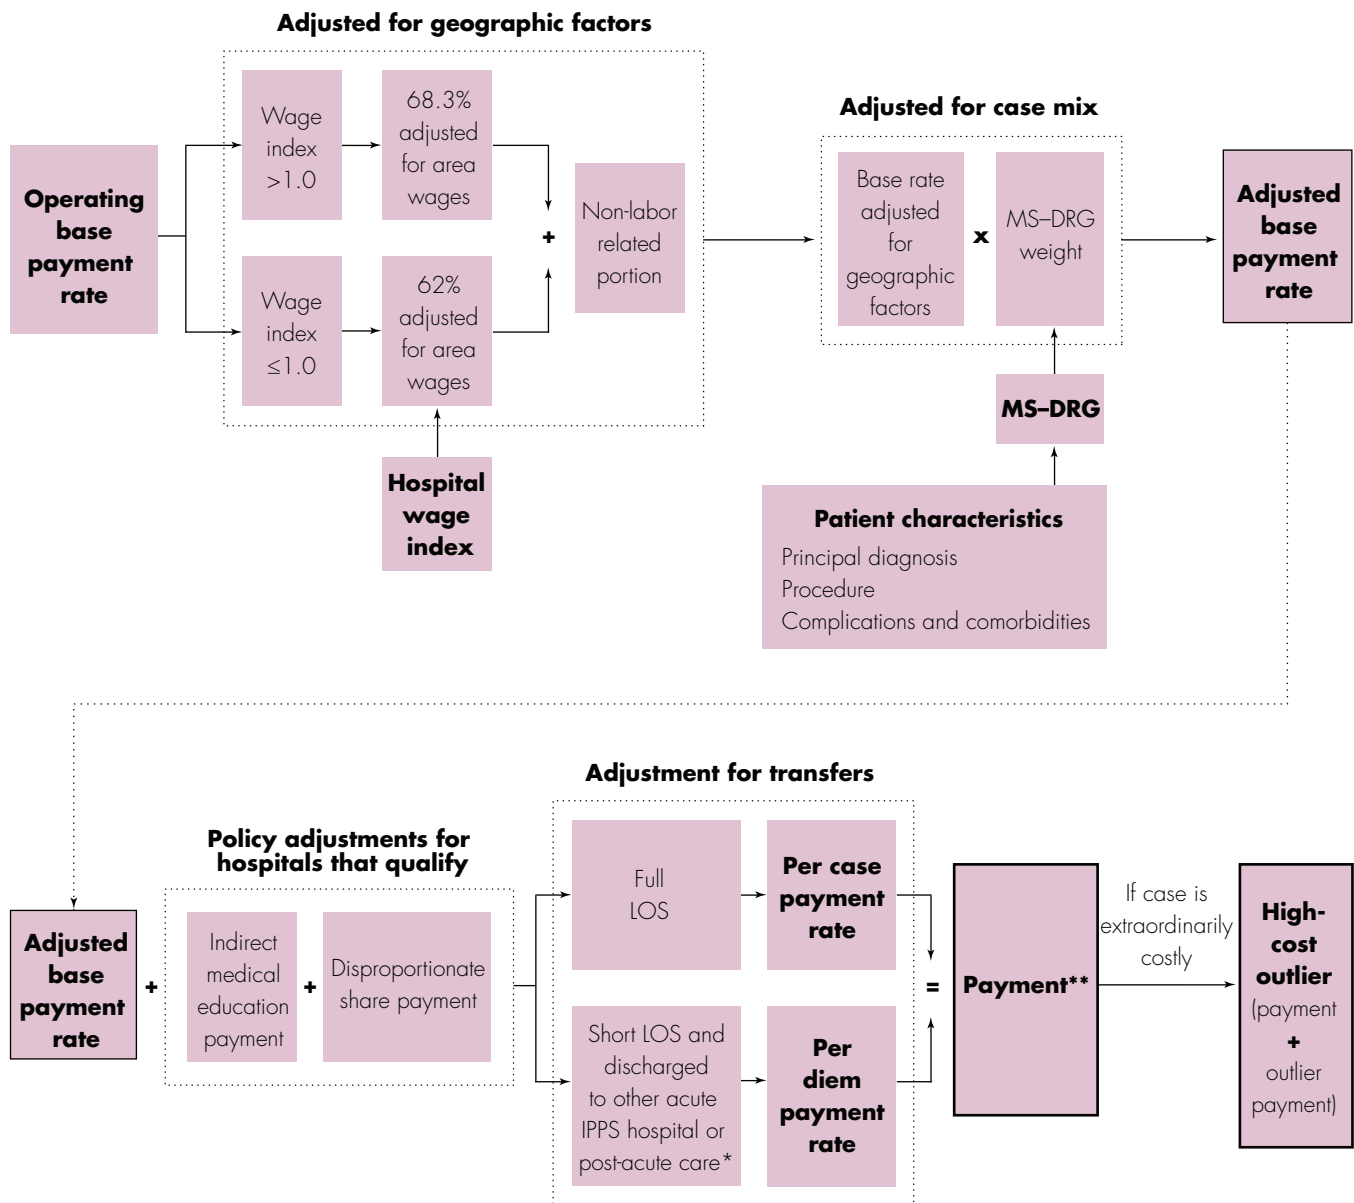 Adjusted for geographic factors
Operating
base
payment
rate
Wage
index
>1.0
68.3%
adjusted
for area
wages
Wage
index
≤1.0
62%
adjusted
for area
wages
+
Non-labor
related
portion
Hospital
wage
index
Adjusted for case mix
Base rate
adjusted
for
geographic
factors
x
MS–DRG
weight
MS–DRG
Patient characteristics
Principal diagnosis
Procedure
Complications and comorbidities
Adjusted
base
payment
rate
Adjusted
base
payment
rate
+
Policy adjustments for
hospitals that qualify
Indirect
medical
education
payment
+
Disproportionate
share payment
Adjustment for transfers
Full
LOS
Per case
payment
rate
Short LOS and
discharged
to other acute
IPPS hospital or
post-acute care*
Per
diem
payment
rate
=
Payment**
If case is
extraordinarily
costly
High-
cost
outlier
(payment
+
outlier
payment)